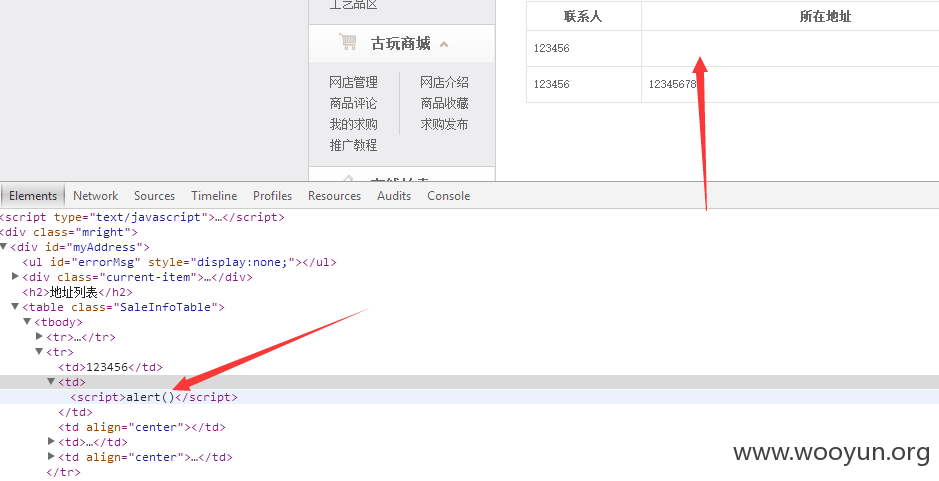 工艺品区
古玩商城
网店管理 网店介绍
商品评论 商品收藏
我的求购 求购发布
推广教程
联系人 所在地址
123456
123456 12345678
Elements Network Sources Timeline Profiles Resources Audits Console
<script type="text/javascript">…</script>
<div class="mright">
<div id="myAddress">
<ul id="errorMsg" style="display:none;"></ul>
<div class="current-item">…</div>
<h2>地址列表</h2>
<table class="SaleInfoTable">
<tbody>
<tr>…</tr>
<tr>
<td>123456</td>
<td>
<script>alert()</script>
</td>
<td align="center"></td>
<td>…</td>
<td align="center">…</td>
</tr>
www.wooyun.org